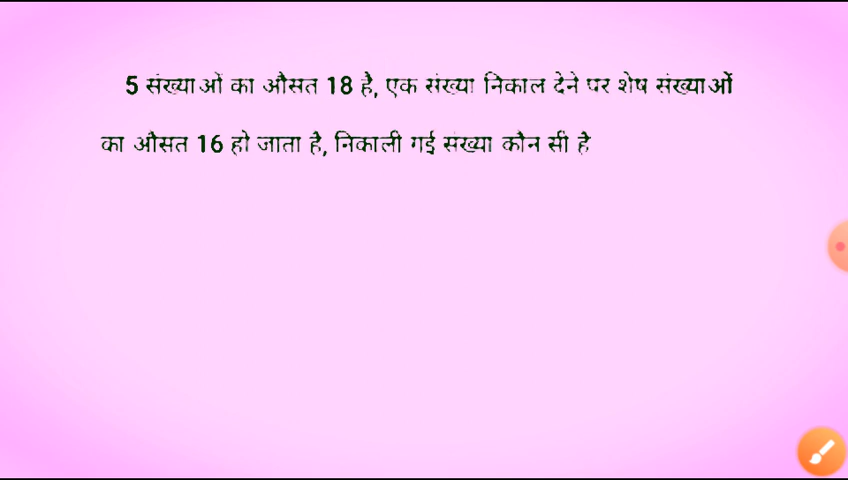 5 संख्याओं का औसत 18 है, एक संख्या निकाल देने पर शेष संख्याओं
का औसत 16 हो जाता है, निकाली गई संख्या कौन सी है